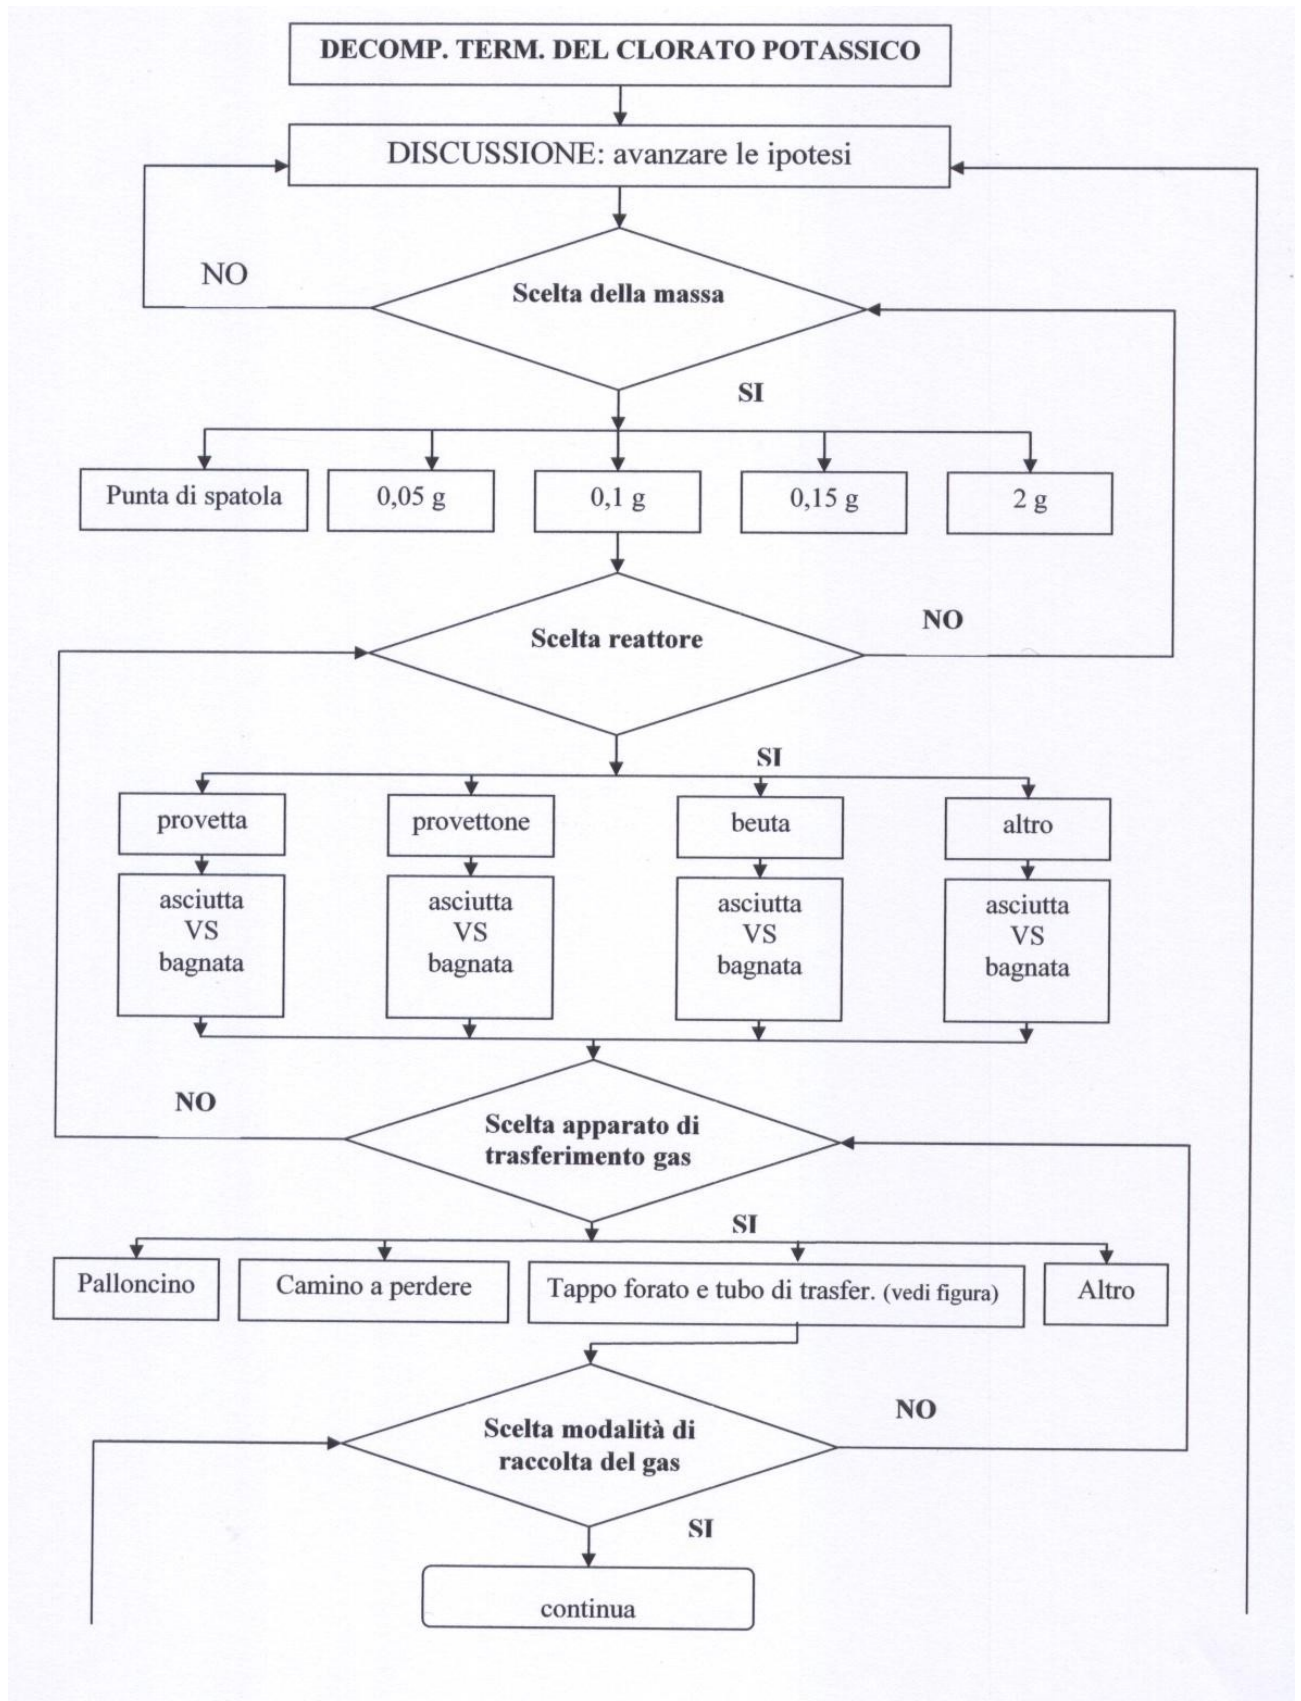 DECOMP. TERM. DEL CLORATO POTASSICO
DISCUSSIONE: avanzare le ipotesi
NO
Scelta della massa
SI
Punta di spatola
0,05 g
0,1 g
0,15 g
2 g
Scelta reattore
NO
SI
provetta
provettone
beuta
altro
asciutta
VS
bagnata
asciutta
VS
bagnata
asciutta
VS
bagnata
asciutta
VS
bagnata
NO
Scelta apparato di
trasferimento gas
SI
Palloncino
Camino a perdere
Tappo forato e tubo di trasfer. (vedi figura)
Altro
Scelta modalità di
raccolta del gas
NO
SI
continua